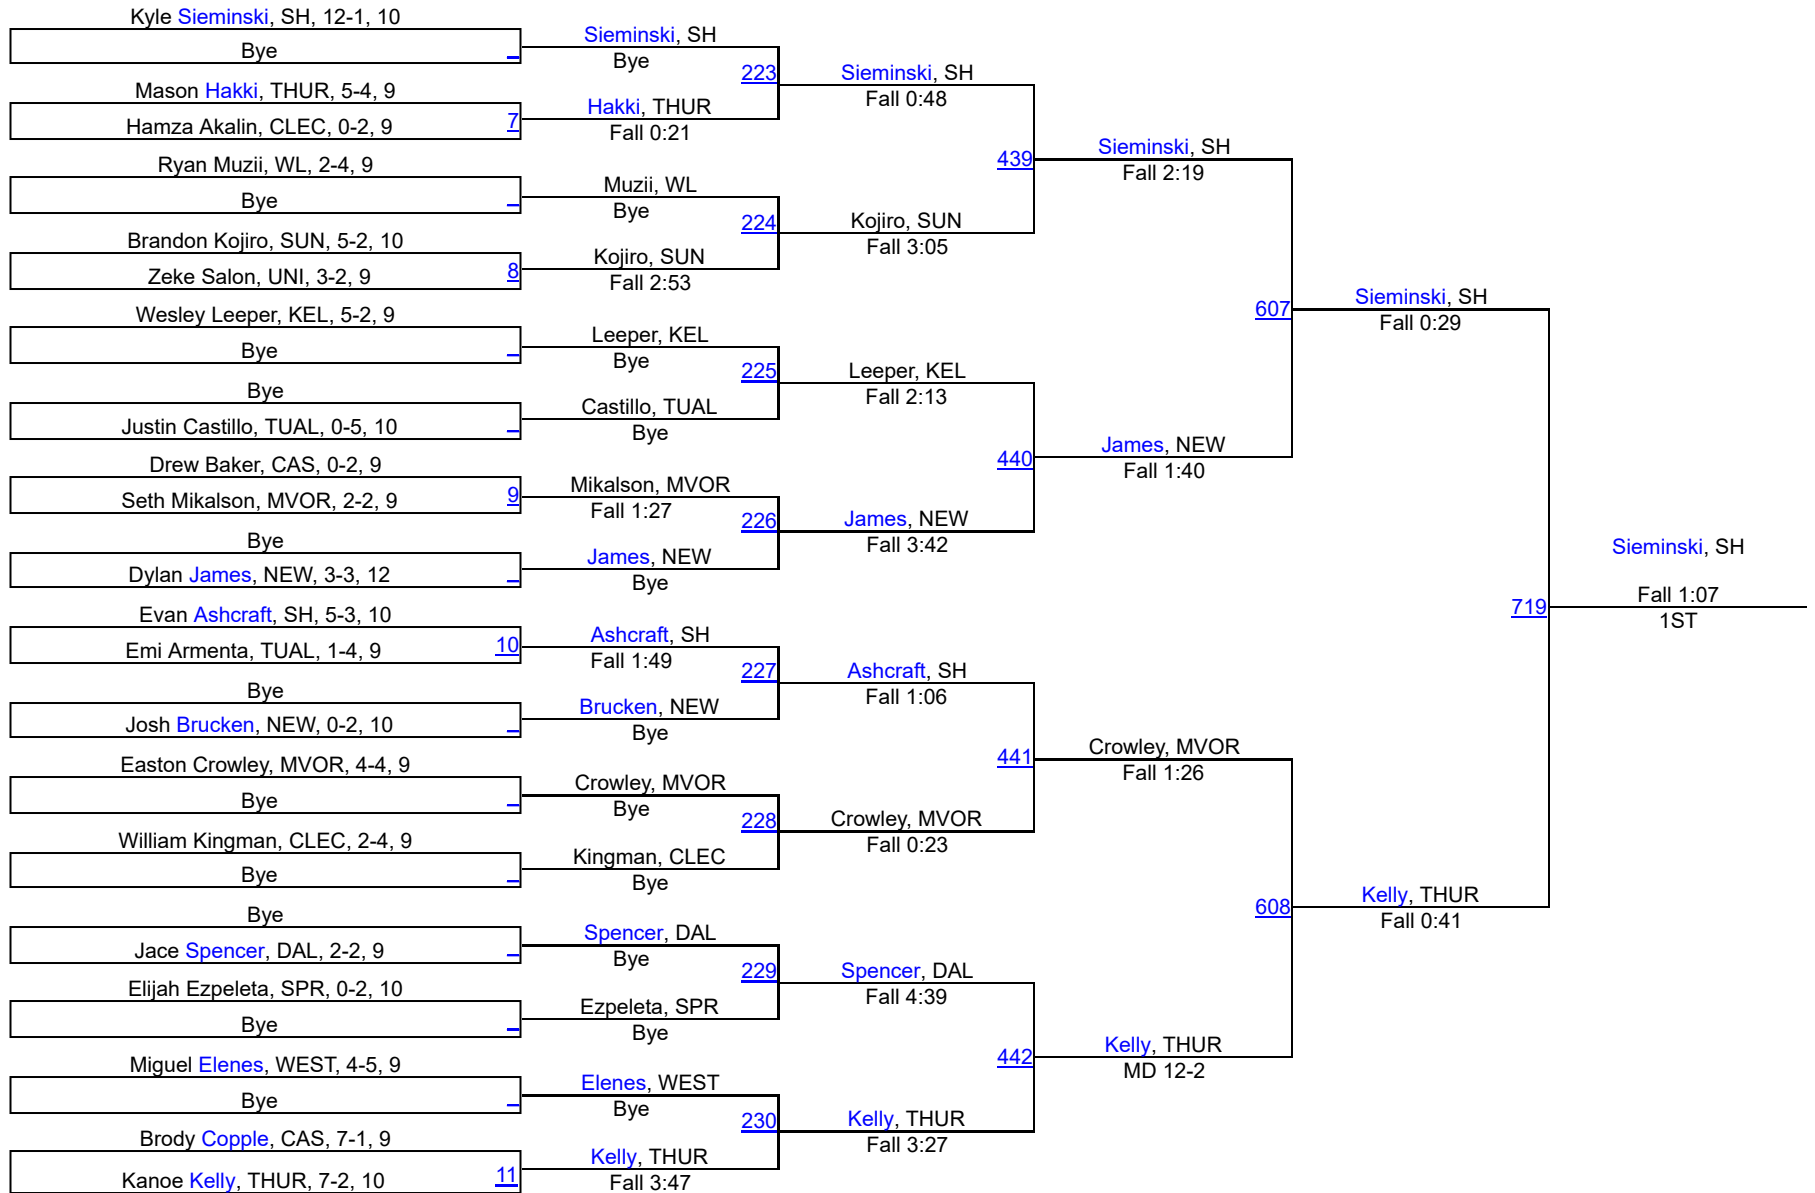 Kyle Sieminski, SH, 12-1, 10
Bye
_
Mason Hakki, THUR, 5-4, 9
Hamza Akalin, CLEC, 0-2, 9
7
Ryan Muzii, WL, 2-4, 9
Bye
_
Brandon Kojiro, SUN, 5-2, 10
Zeke Salon, UNI, 3-2, 9
8
Wesley Leeper, KEL, 5-2, 9
Bye
_
Bye
Justin Castillo, TUAL, 0-5, 10
_
Drew Baker, CAS, 0-2, 9
Seth Mikalson, MVOR, 2-2, 9
9
Bye
Dylan James, NEW, 3-3, 12
_
Evan Ashcraft, SH, 5-3, 10
Emi Armenta, TUAL, 1-4, 9
10
Bye
Josh Brucken, NEW, 0-2, 10
_
Easton Crowley, MVOR, 4-4, 9
Bye
_
William Kingman, CLEC, 2-4, 9
Bye
_
Bye
Jace Spencer, DAL, 2-2, 9
_
Elijah Ezpeleta, SPR, 0-2, 10
Bye
_
Miguel Elenes, WEST, 4-5, 9
Bye
_
Brody Copple, CAS, 7-1, 9
Kanoe Kelly, THUR, 7-2, 10
11
Sieminski, SH
Bye
223
Hakki, THUR
Fall 0:21
Muzii, WL
Bye
224
Kojiro, SUN
Fall 2:53
Leeper, KEL
Bye
225
Castillo, TUAL
Bye
Mikalson, MVOR
Fall 1:27
226
James, NEW
Bye
Ashcraft, SH
Fall 1:49
227
Brucken, NEW
Bye
Crowley, MVOR
Bye
228
Kingman, CLEC
Bye
Spencer, DAL
Bye
229
Ezpeleta, SPR
Bye
Elenes, WEST
Bye
230
Kelly, THUR
Fall 3:47
Sieminski, SH
Fall 0:48
439
Kojiro, SUN
Fall 3:05
Leeper, KEL
Fall 2:13
440
James, NEW
Fall 3:42
Ashcraft, SH
Fall 1:06
441
Crowley, MVOR
Fall 0:23
Spencer, DAL
Fall 4:39
442
Kelly, THUR
Fall 3:27
Sieminski, SH
Fall 2:19
607
James, NEW
Fall 1:40
Crowley, MVOR
Fall 1:26
608
Kelly, THUR
MD 12-2
Sieminski, SH
Fall 0:29
719
Kelly, THUR
Fall 0:41
Sieminski, SH
Fall 1:07
1ST